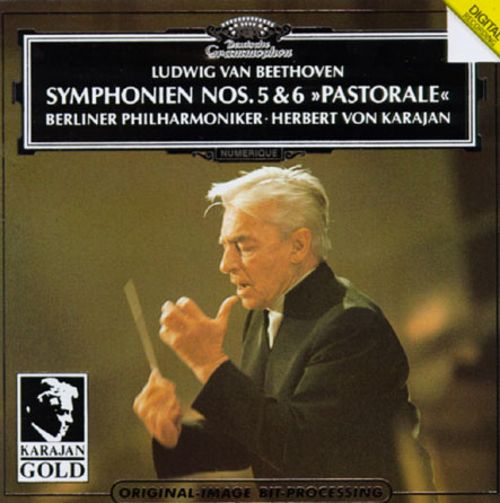 Deutsche
Grammophon
DIGITAL
RECORDING
LUDWIG VAN BEETHOVEN
SYMPHONIEN NOS. 5 & 6 »PASTORALE«
BERLINER PHILHARMONIKER · HERBERT VON KARAJAN
NUMERIQUE
KARAJAN
GOLD
ORIGINAL-IMAGE BIT-PROCESSING